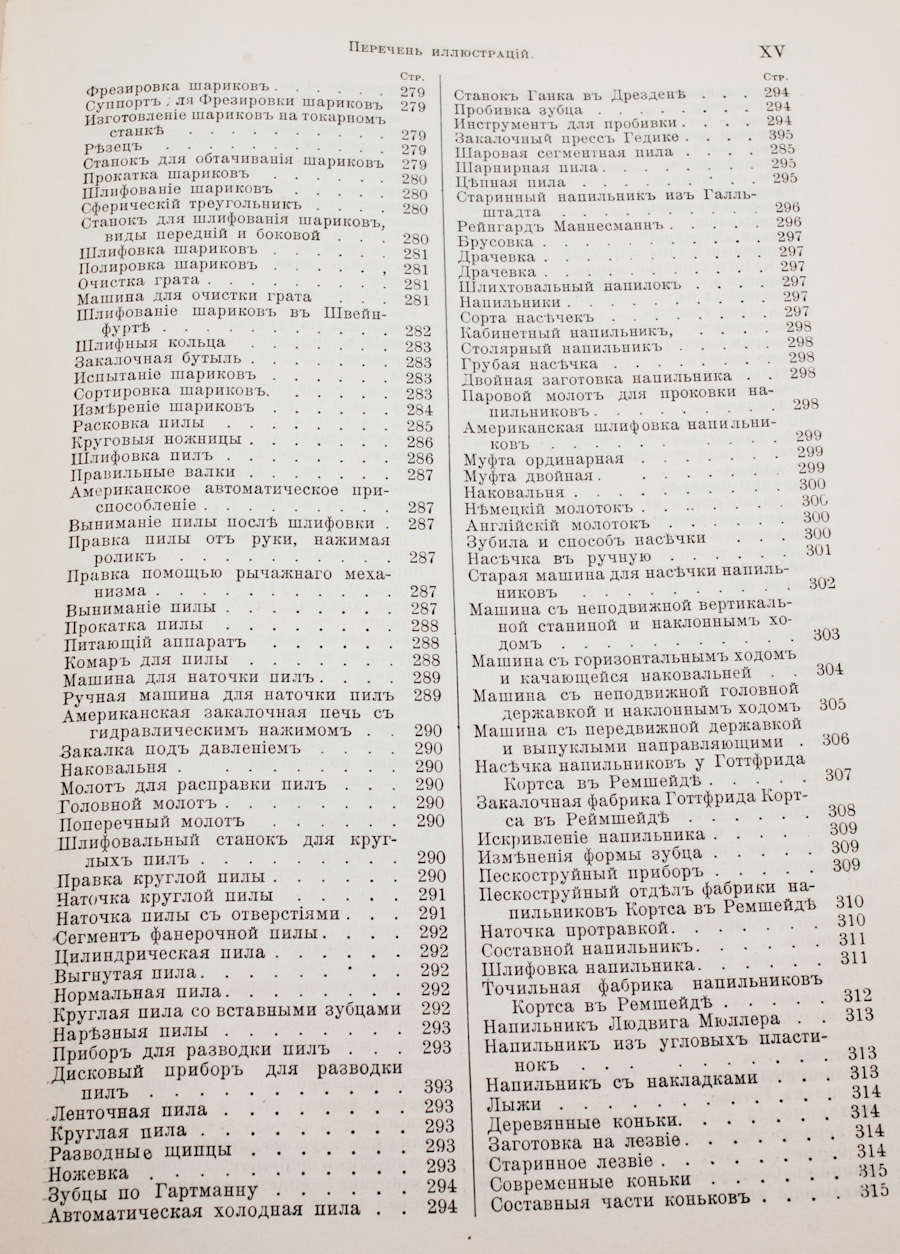 Перечень иллюстрацій.
XV
Стр.
Фрезировка шариковъ . . . . . . 279
Суппортъ ; ля Фрезировки шариковъ 279
Изготовленіе шариковъ на токарномъ
станкѣ . . . . . . . . . 279
Рѣзецъ . . . . . . . . . 279
Станокъ для обтачиванія шариковъ 279
Прокатка шариковъ . . . . . . 280
Шлифованіе шариковъ . . . . . 280
Сферическій треугольникъ . . . . 280
Станокъ для шлифованія шариковъ,
виды передній и боковой . . . 280
Шлифовка шариковъ . . . . . . 281
Полировка шариковъ . . . . . , 281
Очистка грата . . . . . . . . 281
Машина для очистки грата . . . 281
Шлифованіе шариковъ въ Швейн-
фуртѣ . . . . . . . . . 282
Шлифныя кольца . . . . . . . 283
Закалочная бутыль . . . . . . . 283
Испытаніе шариковъ . . . . . . 283
Сортировка шариковъ. . . . . . 283
Измѣреніе шариковъ . . . . . . 284
Расковка пилы . . . . . . . . 285
Круговыя ножницы . . . . . . . 286
Шлифовка пилъ . . . . . . . . 286
Правильные валки . . . . . . . 287
Американское автоматическое при-
способленіе . . . . . . . . . 287
Выниманіе пилы послѣ шлифовки . 287
Правка пилы отъ руки, нажимая
роликъ . . . . . . . . . 287
Правка помощью рычажнаго меха-
низма . . . . . . . . . . 287
Выниманіе пилы . . . . . . . . 287
Прокатка пилы . . . . . . . . 288
Питающій аппаратъ . . . . . . 288
Комаръ для пилы . . . . . . . 288
Машина для наточки пилъ . . . . 289
Ручная машина для наточки пилъ 289
Американская закалочная печь съ
гидравлическимъ нажимомъ . . 290
Закалка подъ давленіемъ . . . . 290
Наковальня . . . . . . . . . 290
Молотъ для расправки пилъ . . . 290
Головной молотъ . . . . . . . . 290
Поперечный молотъ . . . . . . 290
Шлифовальный станокъ для круг-
лыхъ пилъ . . . . . . . . . 290
Правка круглой пилы . . . . . . 290
Наточка круглой пилы . . . . . 291
Наточка пилы съ отверстіями . . . 291
Сегментъ фанерочной пилы. . . . 292
Цилиндрическая пила . . . . . . 292
Выгнутая пила. . . . . . . . . 292
Нормальная пила. . . . . . . . 292
Круглая пила со вставными зубцами 292
Нарѣзныя пилы . . . . . . . . 293
Приборъ для разводки пилъ . . . 293
Дисковый приборъ для разводки
пилъ . . . . . . . . . . . 393
Ленточная пила . . . . . . . . 293
Круглая пила . . . . . . . . . 293
Разводные щипцы . . . . . . . 293
Ножевка . . . . . . . . . . 293
Зубцы по Гартманну . . . . . . 294
Автоматическая холодная пила . . 294
Стр.
Станокъ Ганка въ Дрезденѣ . . . 294
Пробивка зубца . . . . . . . . 294
Инструментъ для пробивки . . . . 294
Закалочный прессъ Гедике . . . . 395
Шаровая сегментная пила . . . . 285
Шарнирная пила. . . . . . . . 295
Цѣпная пила . . . . . . . . . 295
Старинный напильникъ изъ Галль-
штадта . . . . . . . . . 296
Рейнгардъ Маннесманнъ . . . . . 296
Брусовка . . . . . . . . . . 297
Драчевка . . . . . . . . . . 297
Драчевка . . . . . . . . . . 297
Шлихтовальный напилокъ . . . . 297
Напильники . . . . . . . . . 297
Сорта насѣчекъ . . . . . . . . 297
Кабинетный напильникъ, . . . . 298
Столярный напильникъ . . . . . 298
Грубая насѣчка . . . . . . . . 298
Двойная заготовка напильника . . 298
Паровой молотъ для проковки на-
пильниковъ . . . . . . . . . 298
Американская шлифовка напильни-
ковъ . . . . . . . . . . 299
Муфта ординарная . . . . . . . 299
Муфта двойная . . . . . . . . 299
Наковальня . . . . . . . . . 300
Нѣмецкій молотокъ . . . . . . . 300
Англійскій молотокъ . . . . . . 300
Зубила и способъ насѣчки . . . 300
Насѣчка въ ручную . . . . . . 301
Старая машина для насѣчки напиль-
никовъ . . . . . . . . . . 302
Машина съ неподвижной вертикаль-
ной станиной и наклоннымъ хо-
домъ . . . . . . . . . . 303
Машина съ горизонтальнымъ ходомъ
и качающейся наковальней . . 304
Машина съ неподвижной головной
державкой и наклоннымъ ходомъ 305
Машина съ передвижной державкой
и выпуклыми направляющими . 306
Насѣчка напильниковъ у Готтфрида
Кортса въ Ремшейдѣ . . . . . 307
Закалочная фабрика Готтфрида Корт-
са въ Реймшейдѣ . . . . . . 308
Искривленіе напильника . . . . . 309
Измѣненія формы зубца . . . . . 309
Пескоструйный приборъ . . . . . 309
Пескоструйный отдѣлъ фабрики на-
пильниковъ Кортса въ Ремшейдѣ 310
Наточка протравкой. . . . . . . 310
Составной напильникъ. . . . . . 311
Шлифовка напильника. . . . . . 311
Точильная фабрика напильниковъ
Кортса въ Ремшейдѣ . . . . . 312
Напильникъ Людвига Мюллера . . 313
Напильникъ изъ угловыхъ пласти-
нокъ . . . . . . . . . . 313
Напильникъ съ накладками . . . 313
Лыжи . . . . . . . . . . . 314
Деревянные коньки. . . . . . . 314
Заготовка на лезвіе. . . . . . . 314
Старинное лезвіе . . . . . . . . 314
Современные коньки . . . . . . 315
Составныя части коньковъ . . . . 315